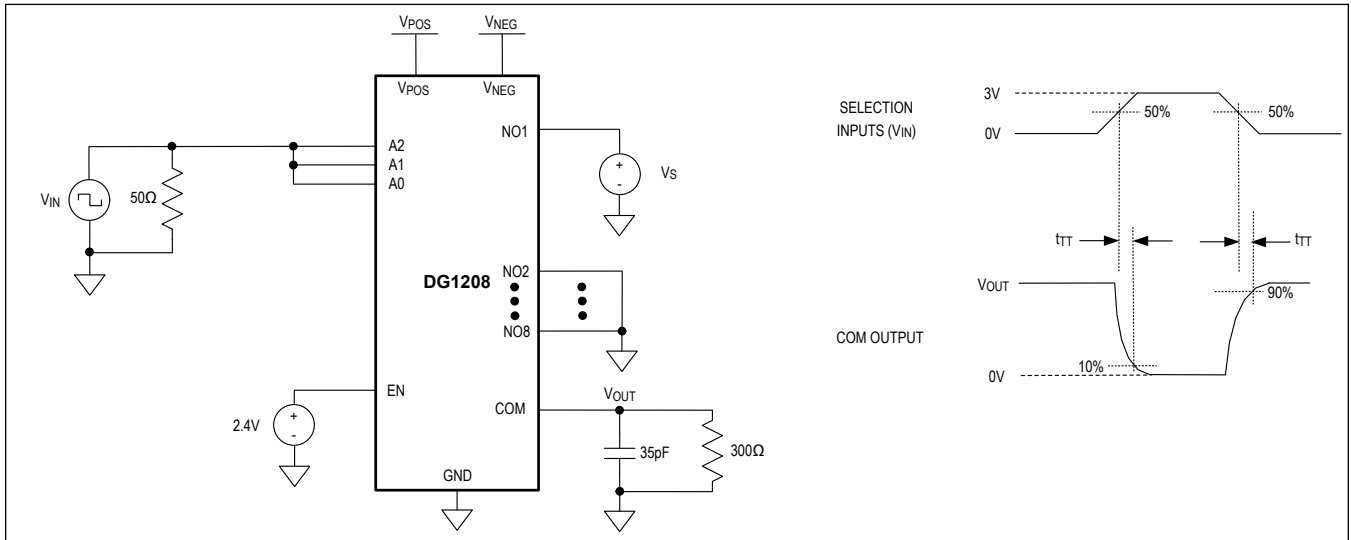 VPOS
VNEG
VPOS
VNEG
NO1
A2
A1
A0
VS
VIN
50Ω
DG1208
NO2
NO8
EN
COM
VOUT
2.4V
35pF
300Ω
GND
SELECTION
INPUTS (VIN)
3V
50%
50%
0V
tTT
tTT
VOUT
90%
COM OUTPUT
10%
0V